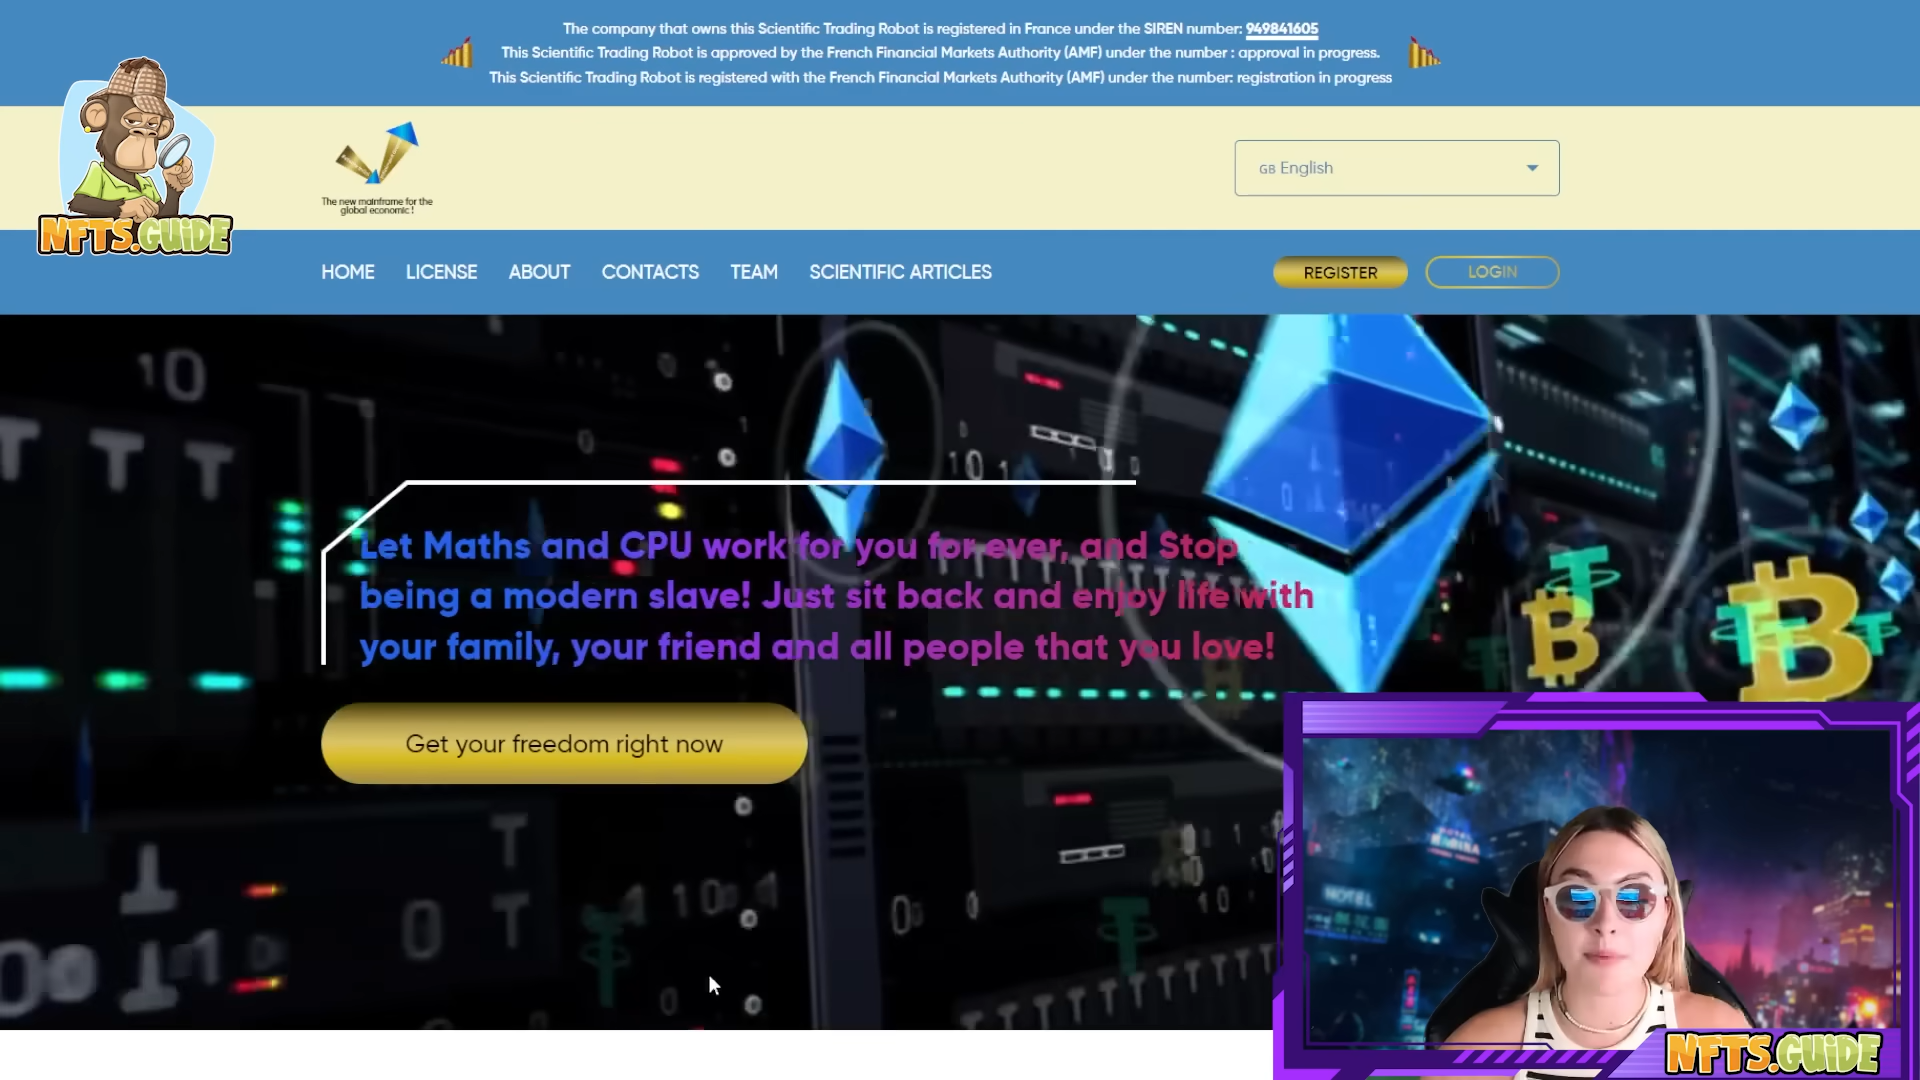 The company that owns this Scientific Trading Robot is registered in France under the SIREN number: 949841605
This Scientific Trading Robot is approved by the French Financial Markets Authority (AMF) under the number : approval in progress.
This Scientific Trading Robot is registered with the French Financial Markets Authority (AMF) under the number: registration in progress
NFTS.GUiDE
The new mainframe for the
global economic !
GB English
HOME LICENSE ABOUT CONTACTS TEAM SCIENTIFIC ARTICLES REGISTER LOGIN
Let Maths and CPU work for you for ever, and Stop
being a modern slave! Just sit back and enjoy life with
your family, your friend and all people that you love!
Get your freedom right now
HOTEL
NFTS.GUiDE